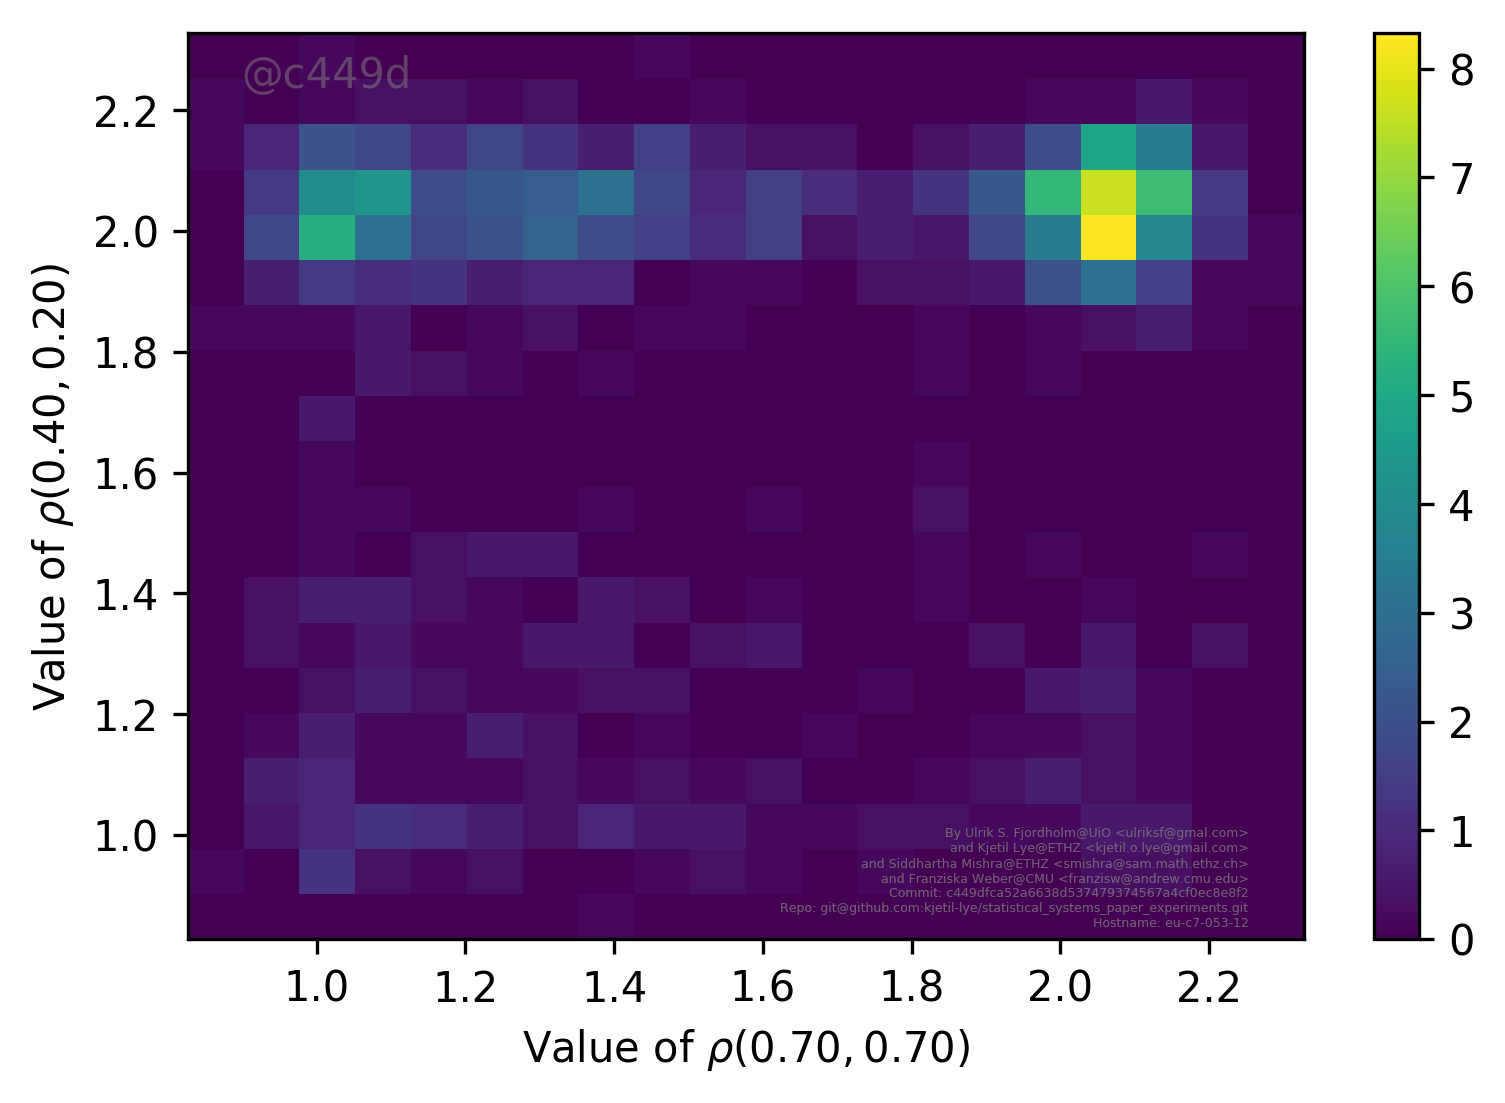 @c449d
8
7
6
5
4
3
2
1
0
2.2
2.0
1.8
1.6
1.4
1.2
1.0
Value of ρ(0.40, 0.20)
By Ulrik S. Fjordholm@UiO <ulriksf@gmal.com>
and Kjetil Lye@ETHZ <kjetil.o.lye@gmail.com>
and Siddhartha Mishra@ETHZ <smishra@sam.math.ethz.ch>
and Franziska Weber@CMU <franzisw@andrew.cmu.edu>
Commit: c449dfca52a6638d537479374567a4cf0ec8e8f2
Repo: git@github.com:kjetil-lye/statistical_systems_paper_experiments.git
Hostname: eu-c7-053-12
1.0 1.2 1.4 1.6 1.8 2.0 2.2
Value of ρ(0.70, 0.70)